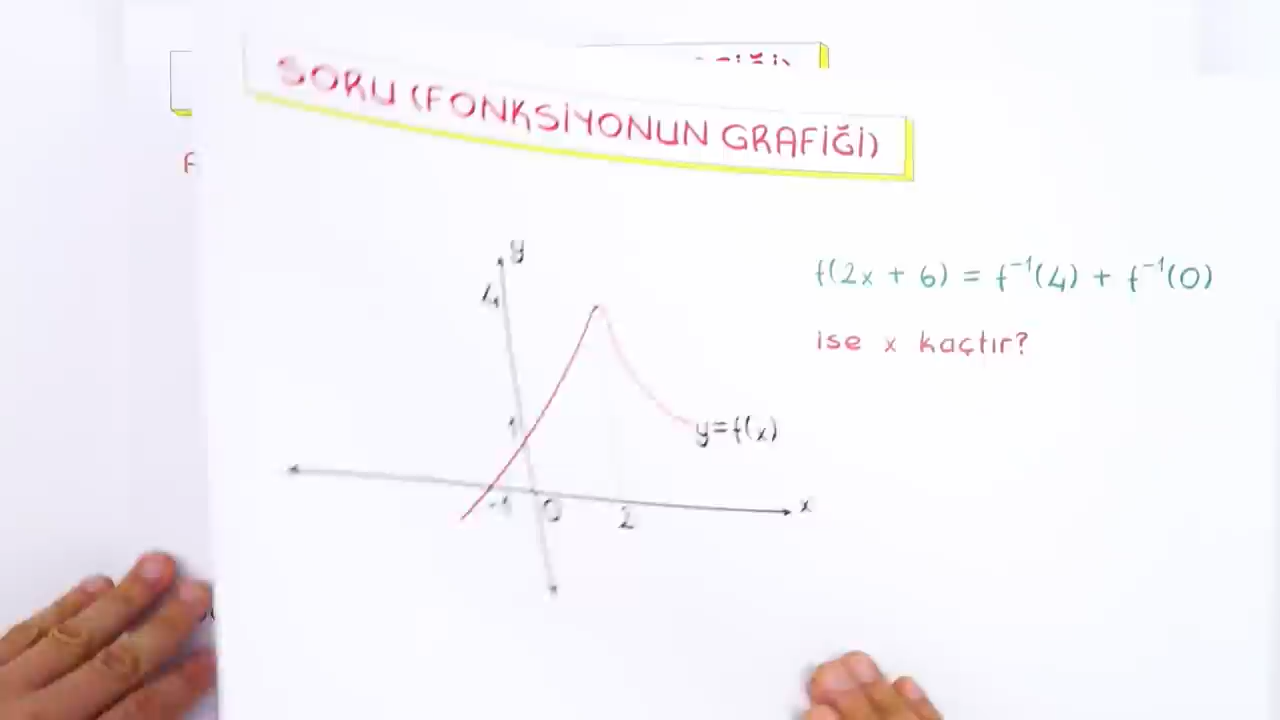 SORU (FONKSİYONUN GRAFİĞİ)
y
4
f(2x + 6) = f⁻¹(4) + f⁻¹(0)
ise x kaçtır?
1
y=f(x)
-1 0 2 x